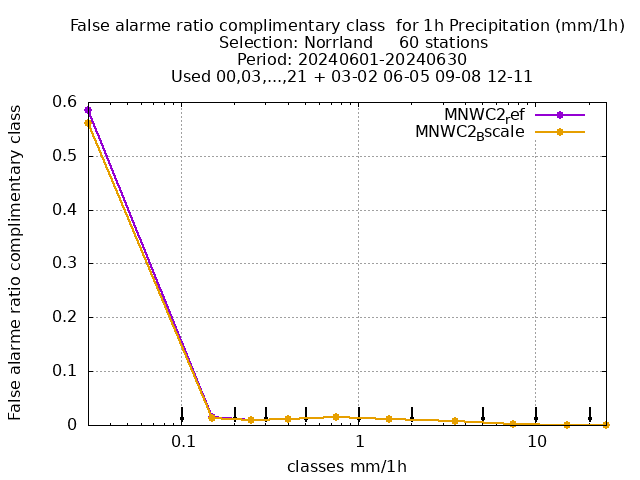 False alarme ratio complimentary class  for 1h Precipitation (mm/1h)
Selection: Norrland     60 stations
Period: 20240601-20240630
Used 00,03,...,21 + 03-02 06-05 09-08 12-11
MNWC2_ref
MNWC2_Bscale
False alarme ratio complimentary class
0.6
0.5
0.4
0.3
0.2
0.1
0
0.1 1 10
classes mm/1h